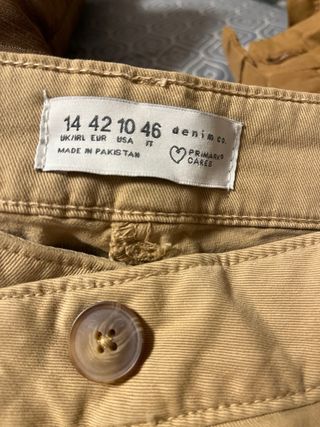 14 42 10 46 denim co.
UK/IRL EUR USA IT
MADE IN PAKISTAN
PRIMARK
CARES